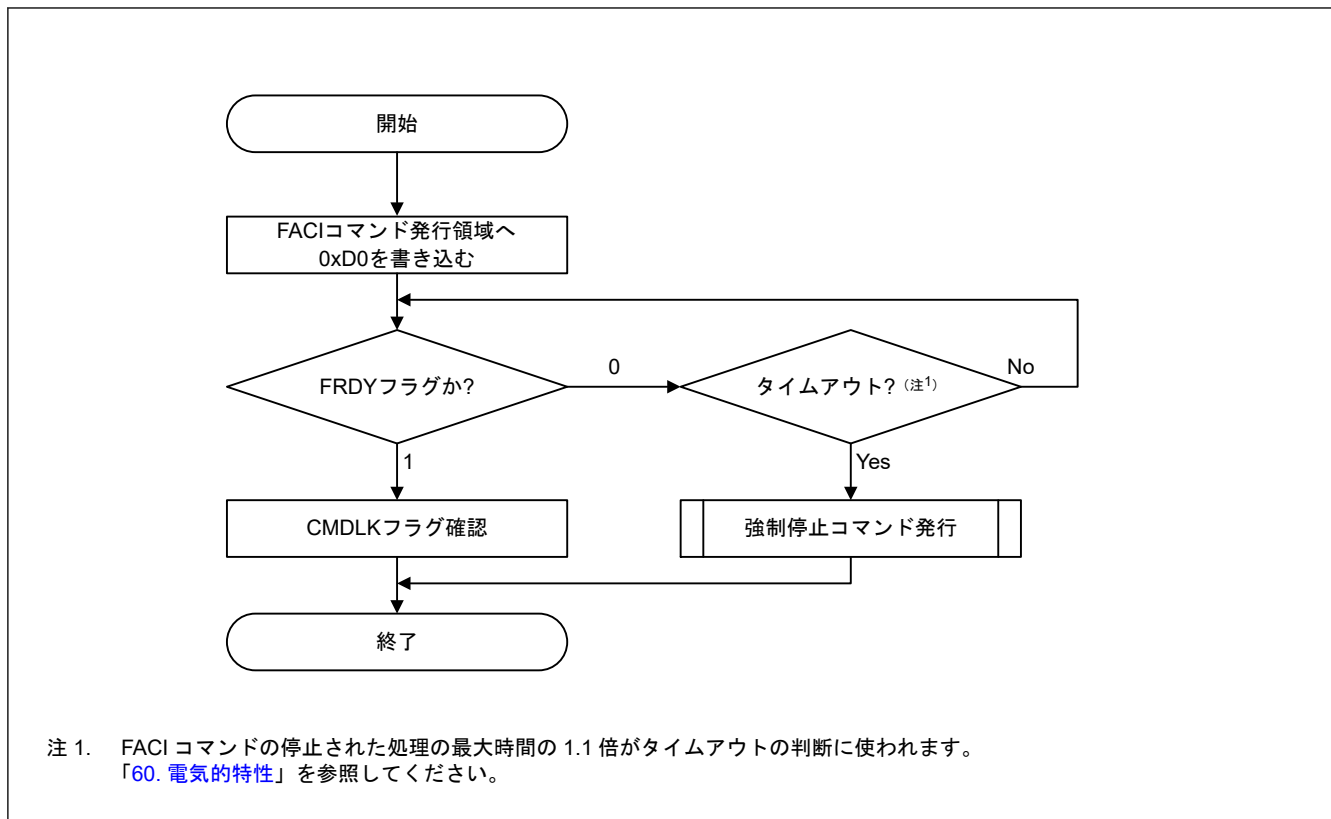 開始
FACIコマンド発行領域へ
0xD0を書き込む
FRDYフラグか?
0
タイムアウト?（注1）
No
1
Yes
CMDLKフラグ確認
強制停止コマンド発行
終了
注 1. FACI コマンドの停止された処理の最大時間の 1.1 倍がタイムアウトの判断に使われます。
「60. 電気的特性」を参照してください。